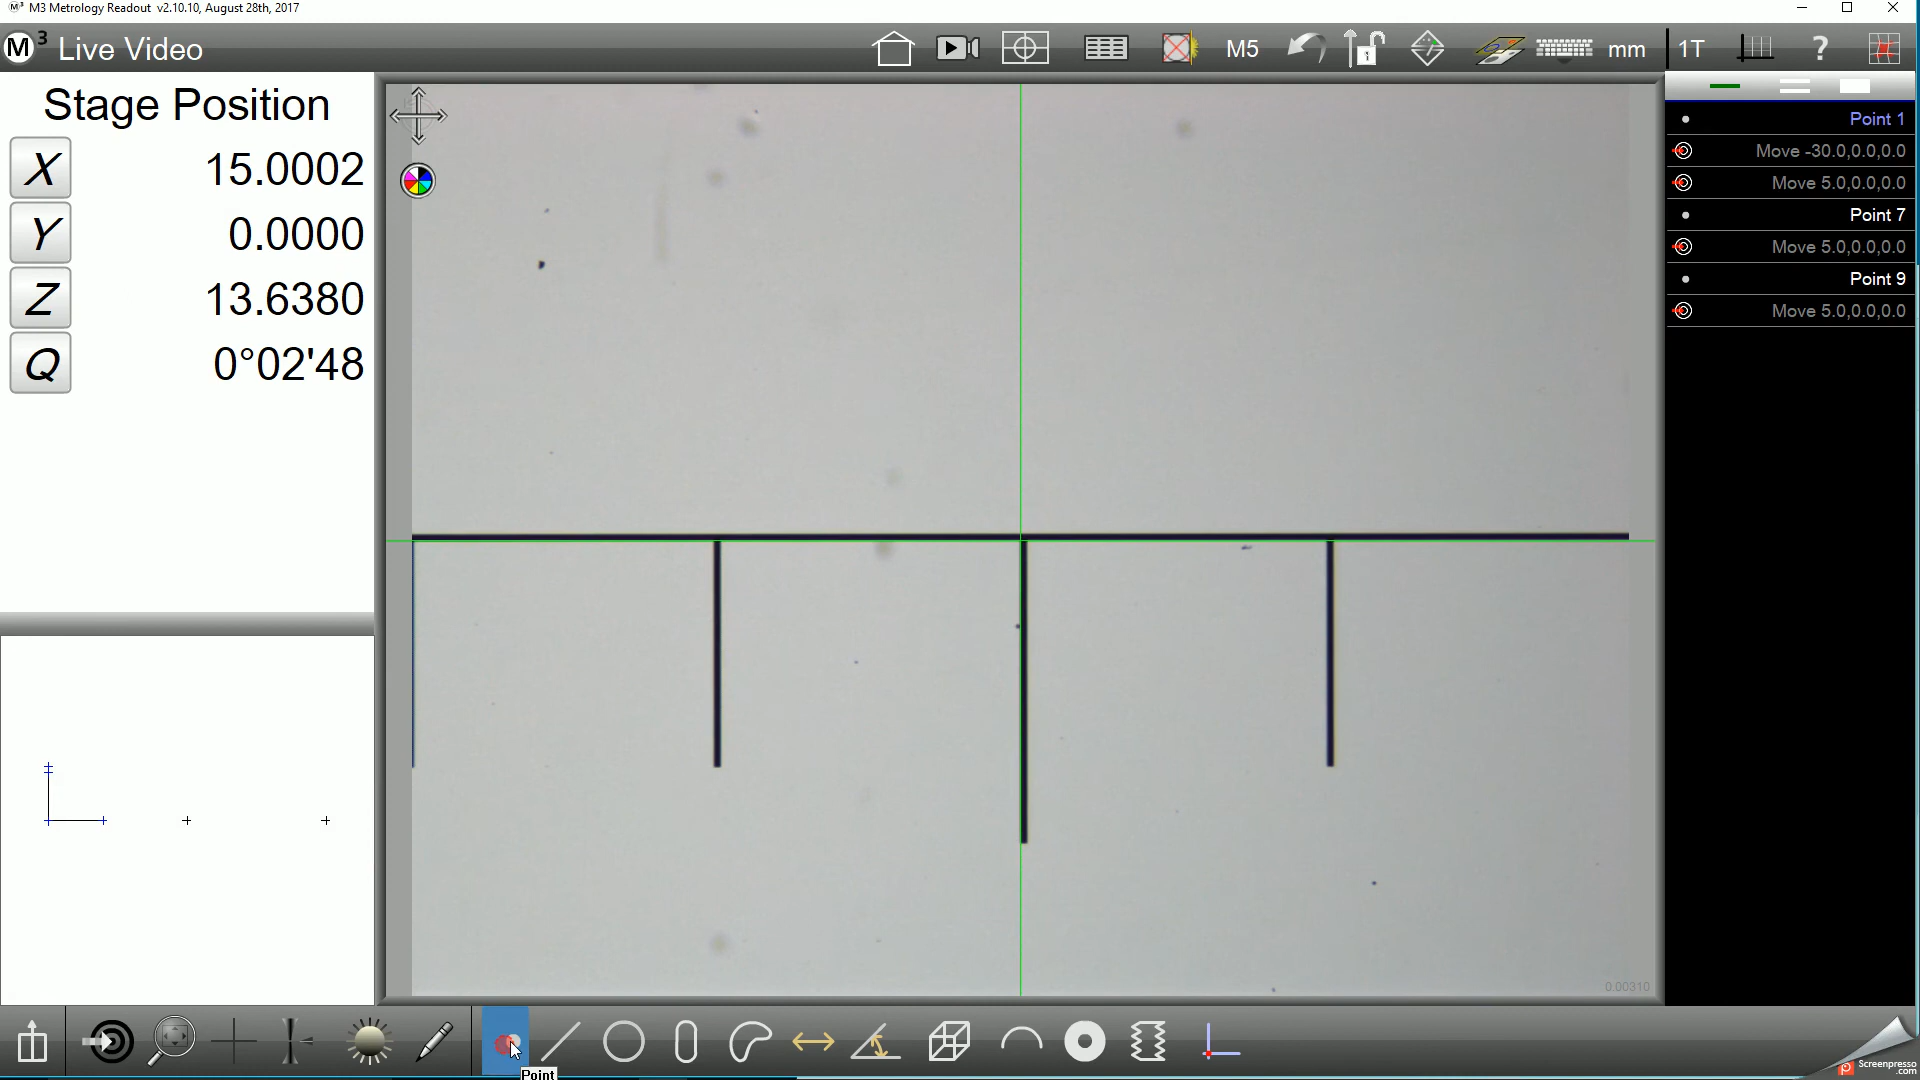 M3 Metrology Readout v2.10.10, August 28th, 2017
M3 Live Video
M5
mm
1T
?
Stage Position
X 15.0002
Y 0.0000
Z 13.6380
Q 0°02'48
Point 1
Move -30.0,0.0,0.0
Move 5.0,0.0,0.0
Point 7
Move 5.0,0.0,0.0
Point 9
Move 5.0,0.0,0.0
0.00310
Point
Screenpresso
.com